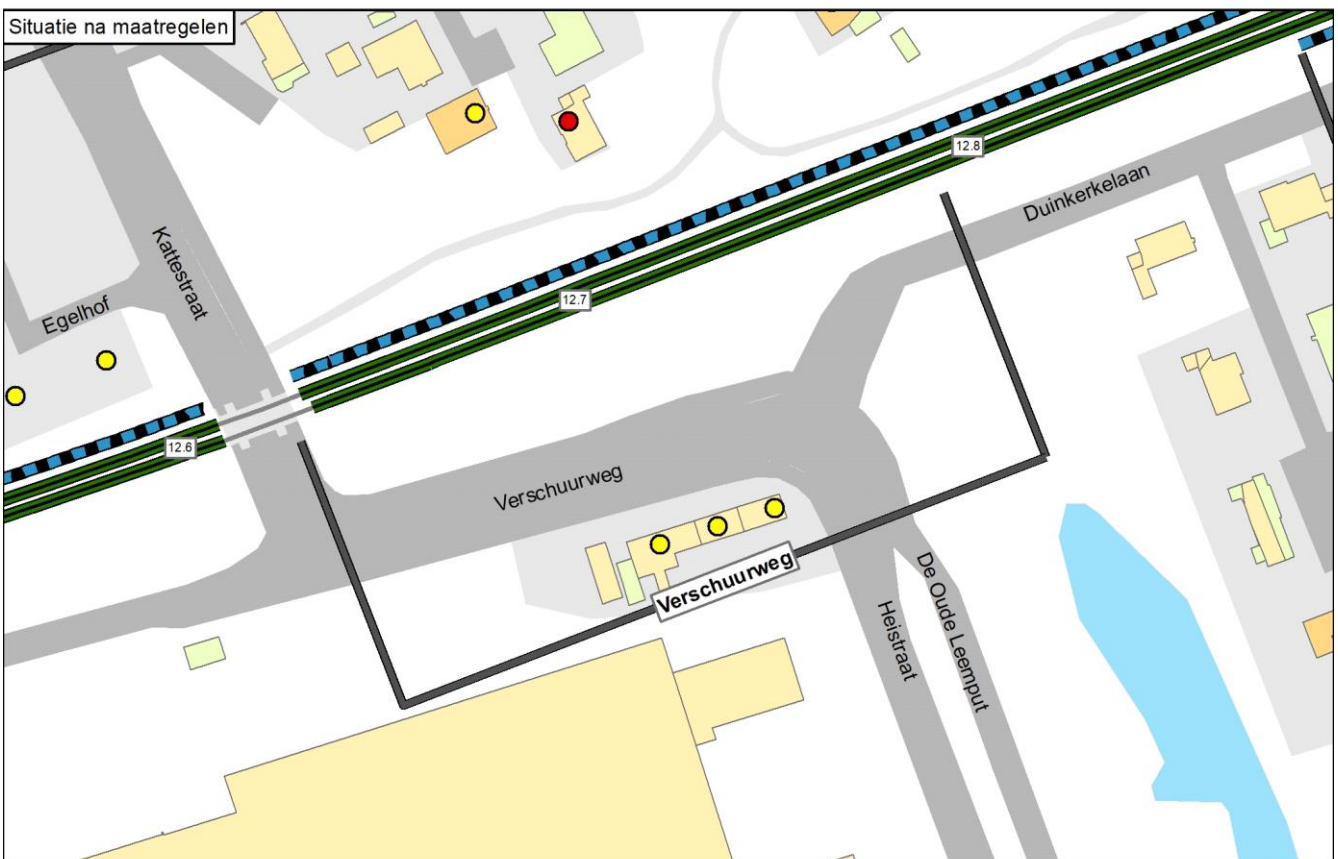 Situatie na maatregelen
12.8
Duinkerkelaan
Kattestraat
12.7
Egelhof
12.6
Verschuurweg
Verschuurweg
De Oude Leemput
Heistraat